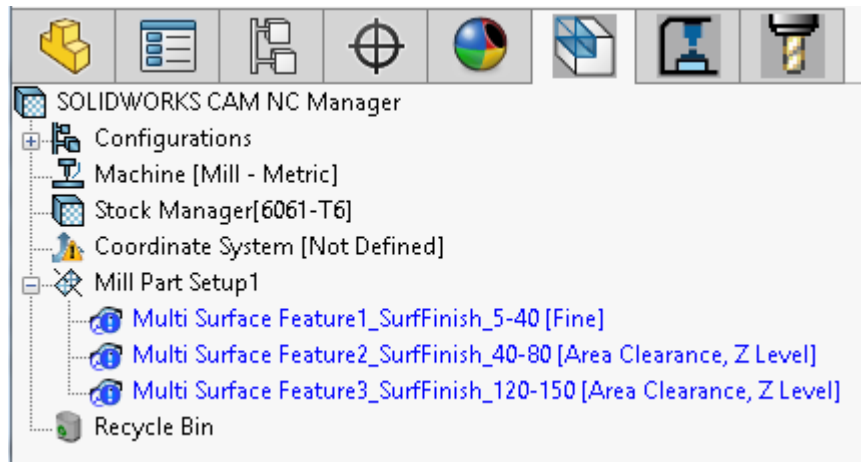 SOLIDWORKS CAM NC Manager
Configurations
Machine [Mill - Metric]
Stock Manager[6061-T6]
Coordinate System [Not Defined]
Mill Part Setup1
Multi Surface Feature1_SurfFinish_5-40 [Fine]
Multi Surface Feature2_SurfFinish_40-80 [Area Clearance, Z Level]
Multi Surface Feature3_SurfFinish_120-150 [Area Clearance, Z Level]
Recycle Bin